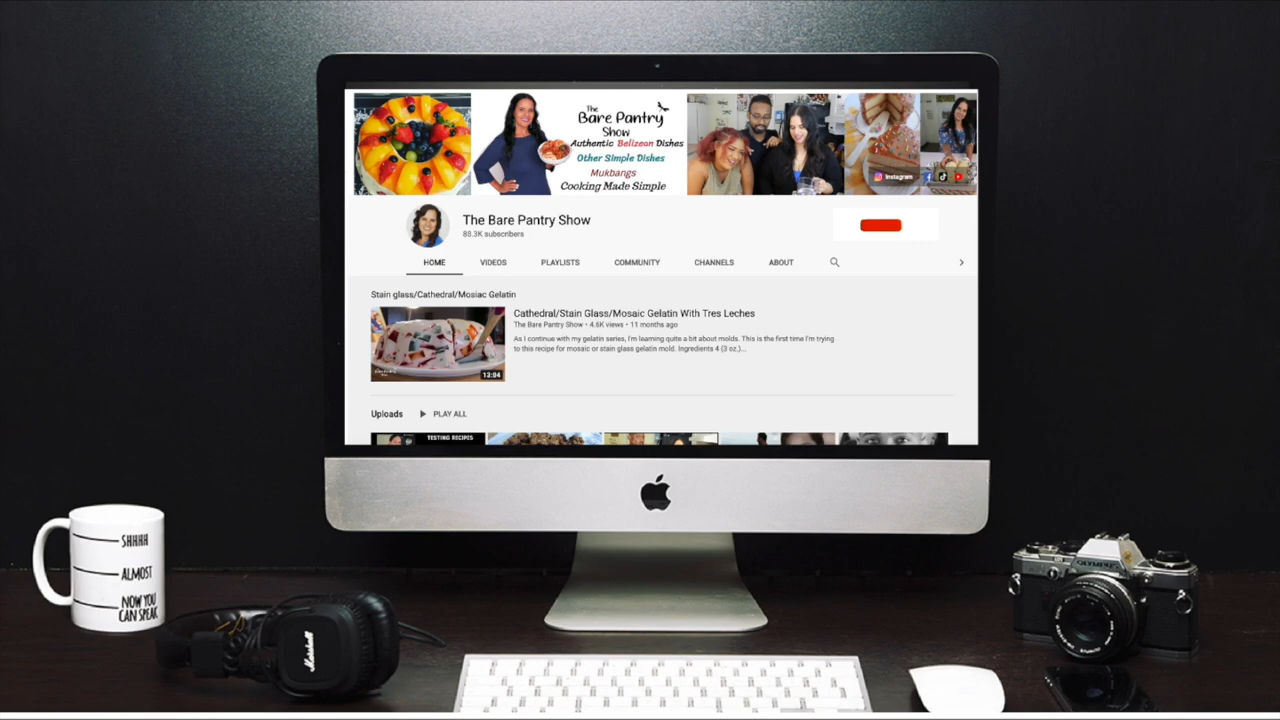 The
Bare Pantry
Show
Authentic Belizean Dishes
Other Simple Dishes
Mukbangs
Cooking Made Simple
Instagram
The Bare Pantry Show
88.3K subscribers
HOME VIDEOS PLAYLISTS COMMUNITY CHANNELS ABOUT
Stain glass/Cathedral/Mosiac Gelatin
Cathedral/Stain Glass/Mosaic Gelatin With Tres Leches
The Bare Pantry Show • 4.6K views • 11 months ago
As I continue with my gelatin series, I'm learning quite a bit about molds. This is the first time I'm trying
to this recipe for mosaic or stain glass gelatin mold. Ingredients 4 (3 oz.)...
13:04
Uploads PLAY ALL
TESTING RECIPES
SHHHH
ALMOST
NOW YOU
CAN SPEAK
Marshall
OLYMPUS